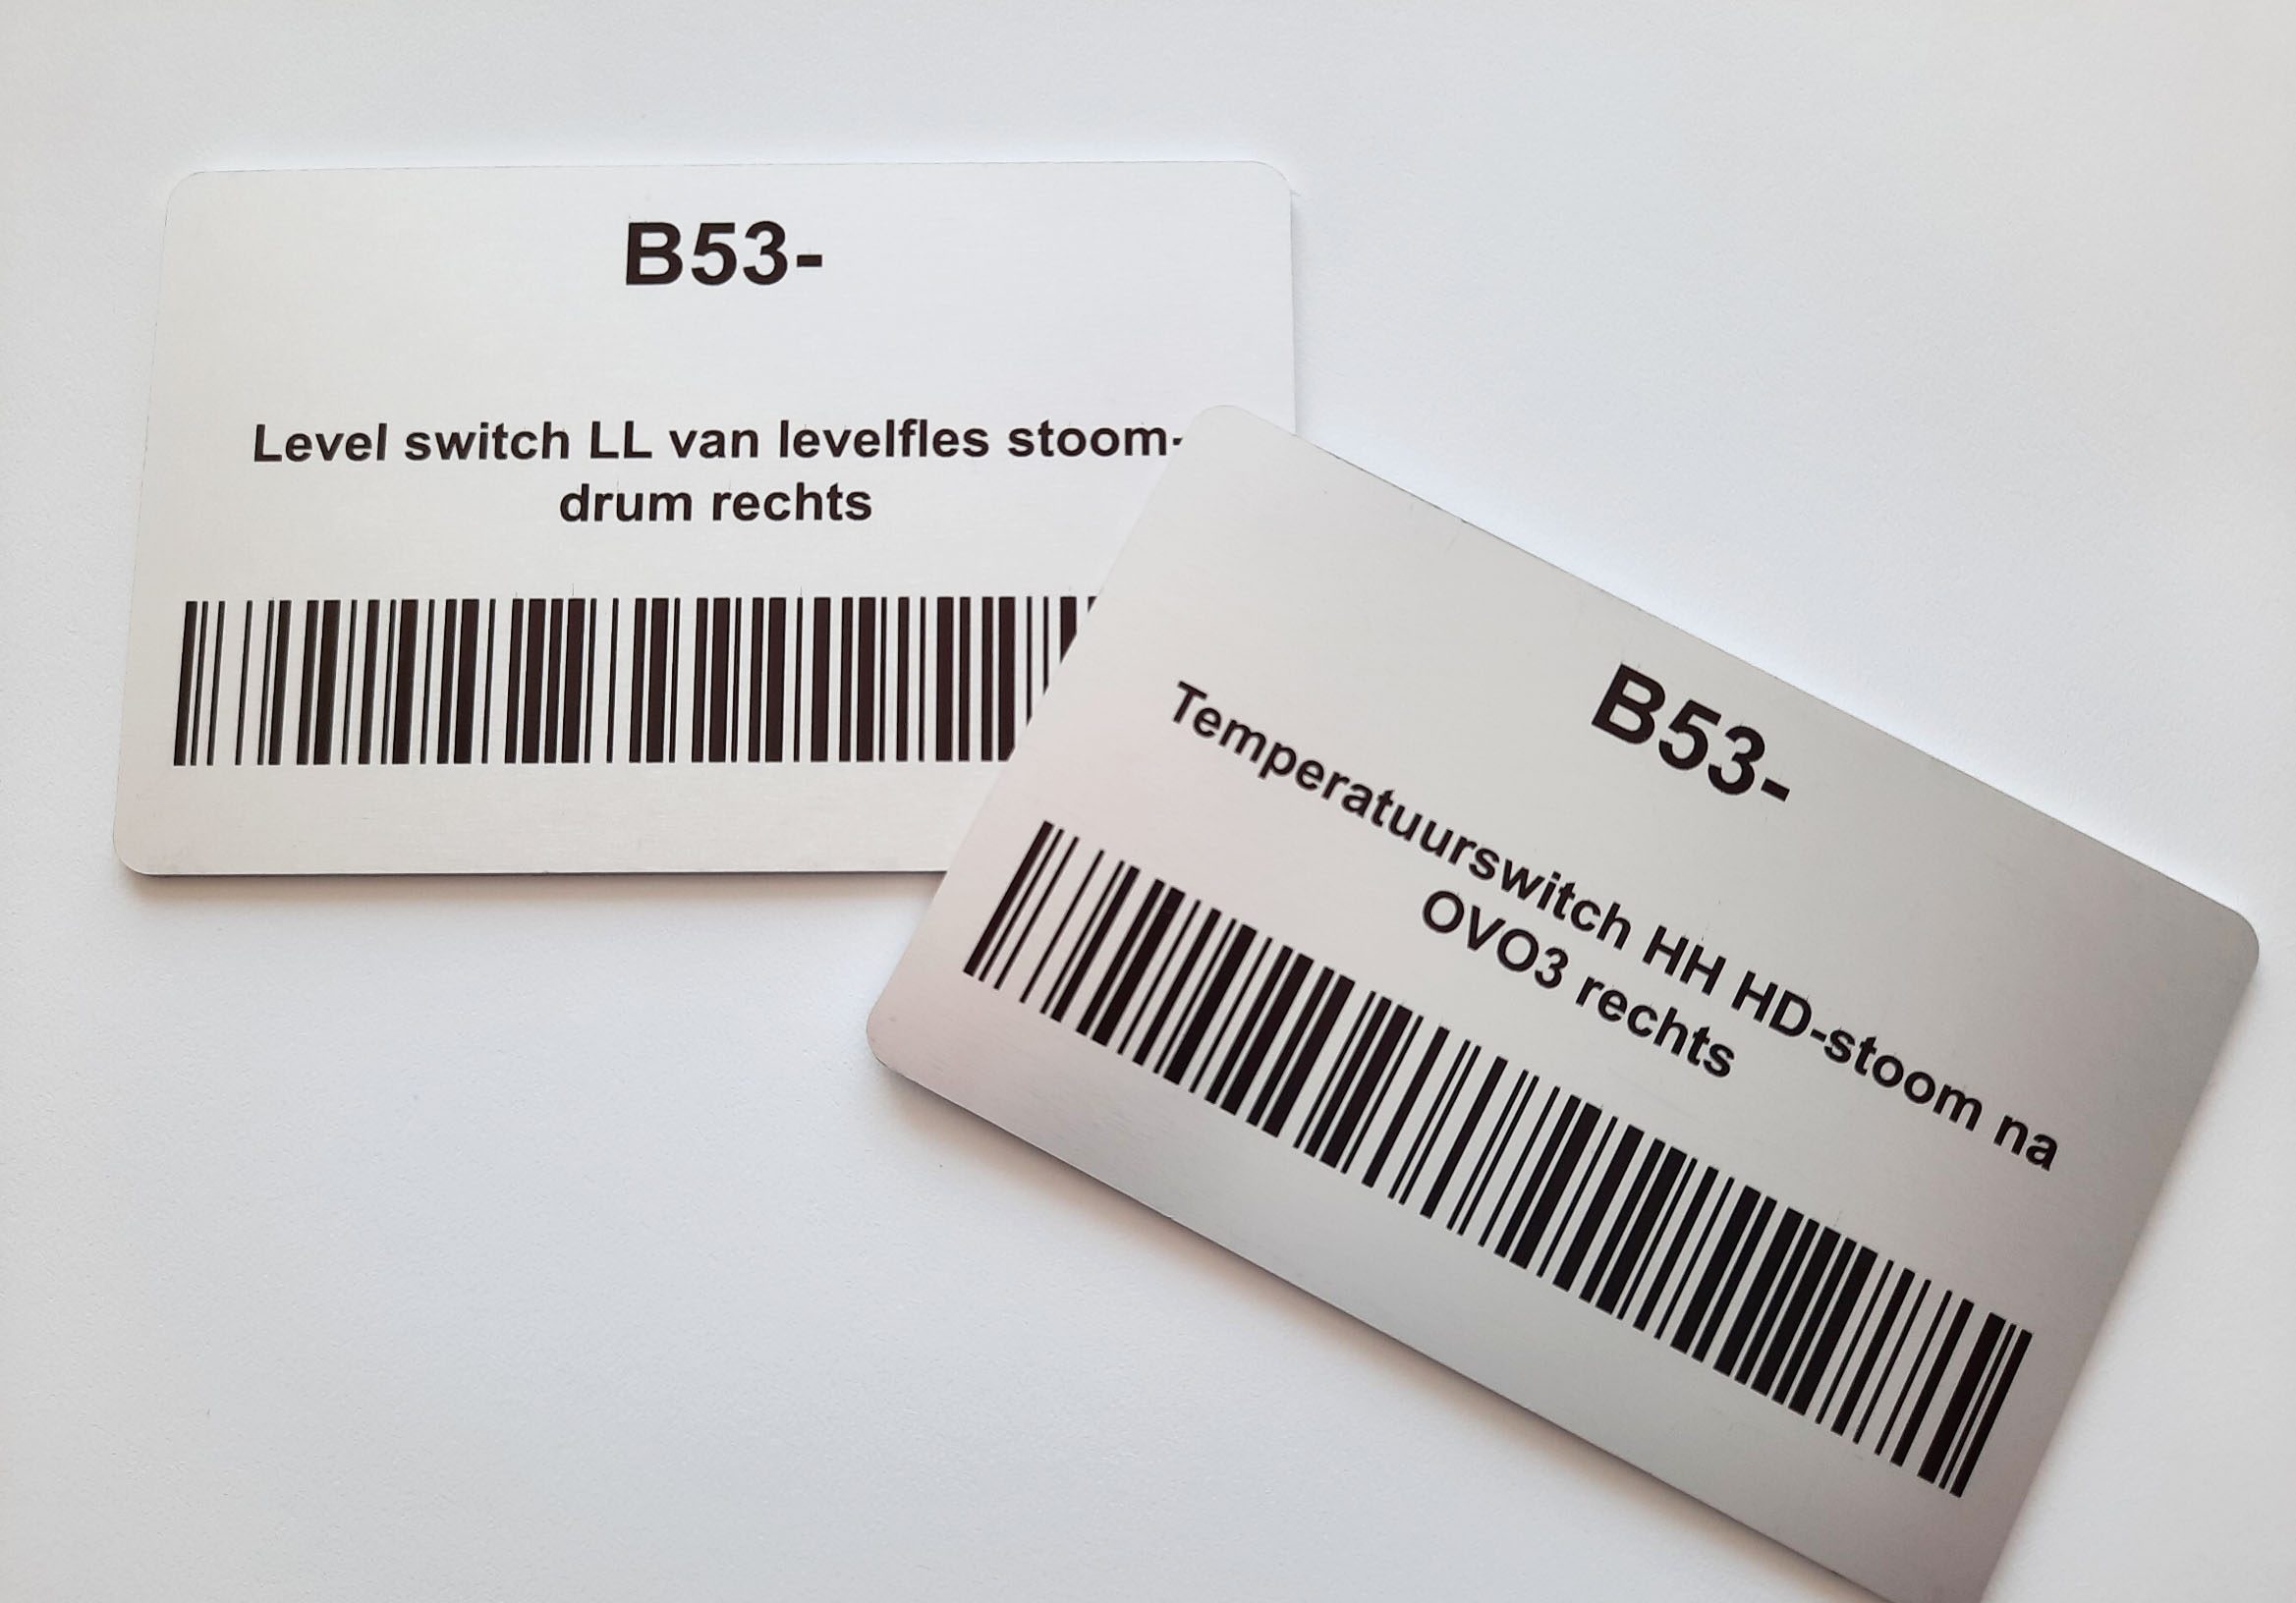 B53-
Level switch LL van levelfles stoom-
drum rechts
B53-
Temperatuurswitch HH HD-stoom na
OVO3 rechts